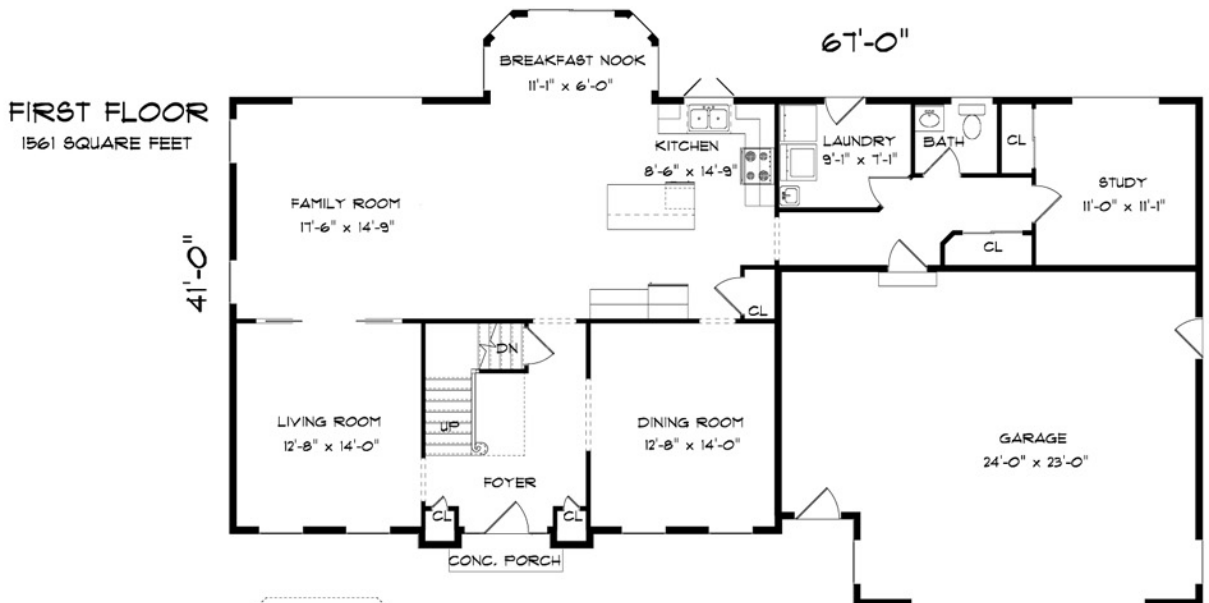 67'-0"
BREAKFAST NOOK
11'-1" x 6'-0"
FIRST FLOOR
1561 SQUARE FEET
KITCHEN
8'-6" x 14'-9"
LAUNDRY
9'-1" x 7'-1"
BATH
CL
STUDY
11'-0" x 11'-1"
FAMILY ROOM
17'-6" x 14'-9"
41'-0"
CL
CL
DN
UP
LIVING ROOM
12'-8" x 14'-0"
DINING ROOM
12'-8" x 14'-0"
GARAGE
24'-0" x 23'-0"
FOYER
CL
CL
CONC. PORCH